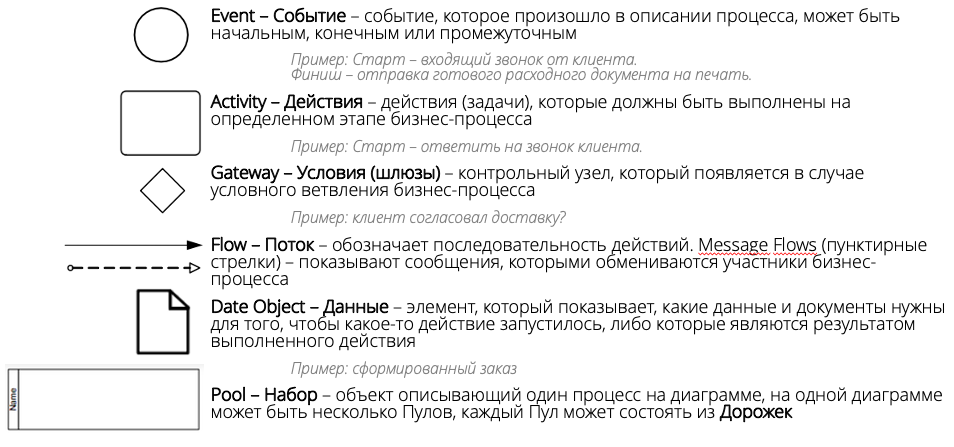 Event – Событие – событие, которое произошло в описании процесса, может быть
начальным, конечным или промежуточным
Пример: Старт – входящий звонок от клиента.
Финиш – отправка готового расходного документа на печать.
Activity – Действия – действия (задачи), которые должны быть выполнены на
определенном этапе бизнес-процесса
Пример: Старт – ответить на звонок клиента.
Gateway – Условия (шлюзы) – контрольный узел, который появляется в случае
условного ветвления бизнес-процесса
Пример: клиент согласовал доставку?
Flow – Поток – обозначает последовательность действий. Message Flows (пунктирные
стрелки) – показывают сообщения, которыми обмениваются участники бизнес-
процесса
Date Object – Данные – элемент, который показывает, какие данные и документы нужны
для того, чтобы какое-то действие запустилось, либо которые являются результатом
выполненного действия
Пример: сформированный заказ
Name
Pool – Набор – объект описывающий один процесс на диаграмме, на одной диаграмме
может быть несколько Пулов, каждый Пул может состоять из Дорожек